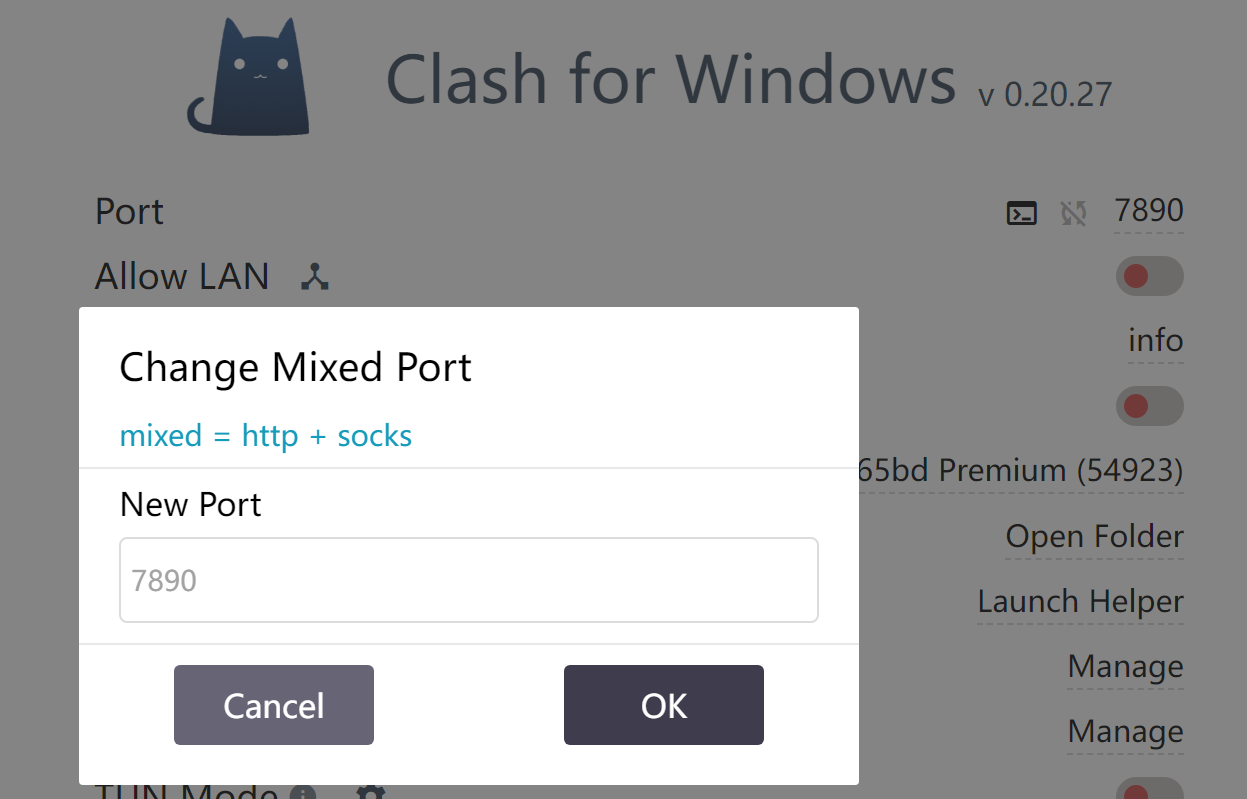 Clash for Windows v 0.20.27
Port 7890
Allow LAN
info
Change Mixed Port
mixed = http + socks
65bd Premium (54923)
New Port
Open Folder
7890
Launch Helper
Manage
Cancel OK
Manage
TUN Mode